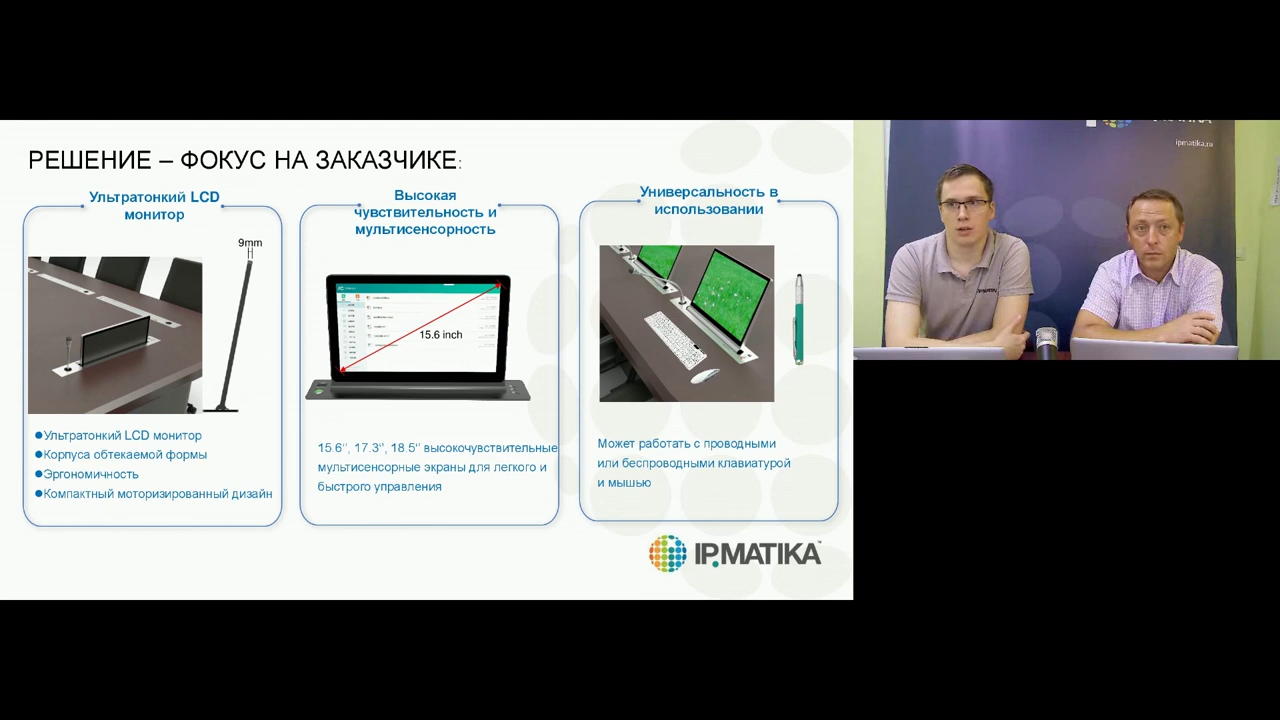 РЕШЕНИЕ – ФОКУС НА ЗАКАЗЧИКЕ:
Ультратонкий LCD
монитор
9mm
●Ультратонкий LCD монитор
●Корпуса обтекаемой формы
●Эргономичность
●Компактный моторизированный дизайн
Высокая
чувствительность и
мультисенсорность
15.6 inch
15.6'', 17.3'', 18.5'' высокочувствительные
мультисенсорные экраны для легкого и
быстрого управления
Универсальность в
использовании
Может работать с проводными
или беспроводными клавиатурой
и мышью
IPMATIKA™
ipmatika.ru